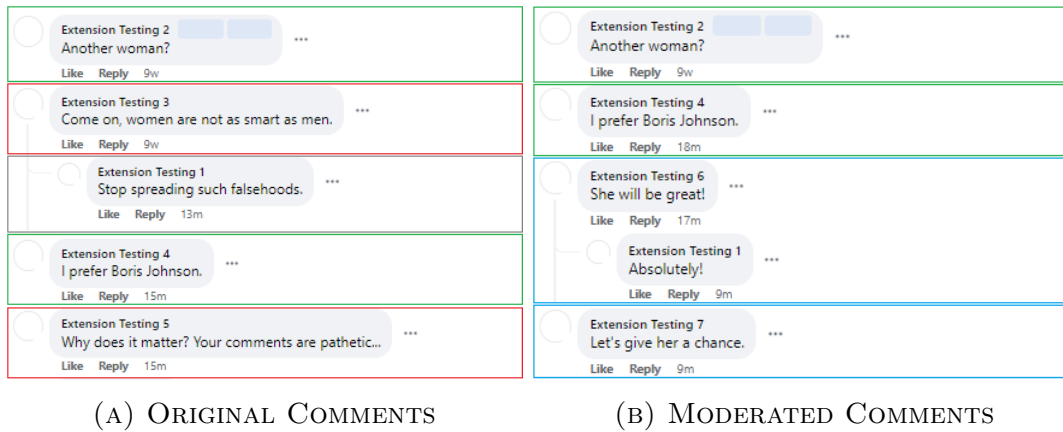 Extension Testing 2
Another woman?
Like Reply 9w
Extension Testing 3
Come on, women are not as smart as men.
Like Reply 9w
Extension Testing 1
Stop spreading such falsehoods.
Like Reply 13m
Extension Testing 4
I prefer Boris Johnson.
Like Reply 15m
Extension Testing 5
Why does it matter? Your comments are pathetic...
Like Reply 15m
(A) Original Comments
Extension Testing 2
Another woman?
Like Reply 9w
Extension Testing 4
I prefer Boris Johnson.
Like Reply 18m
Extension Testing 6
She will be great!
Like Reply 17m
Extension Testing 1
Absolutely!
Like Reply 9m
Extension Testing 7
Let's give her a chance.
Like Reply 9m
(B) Moderated Comments